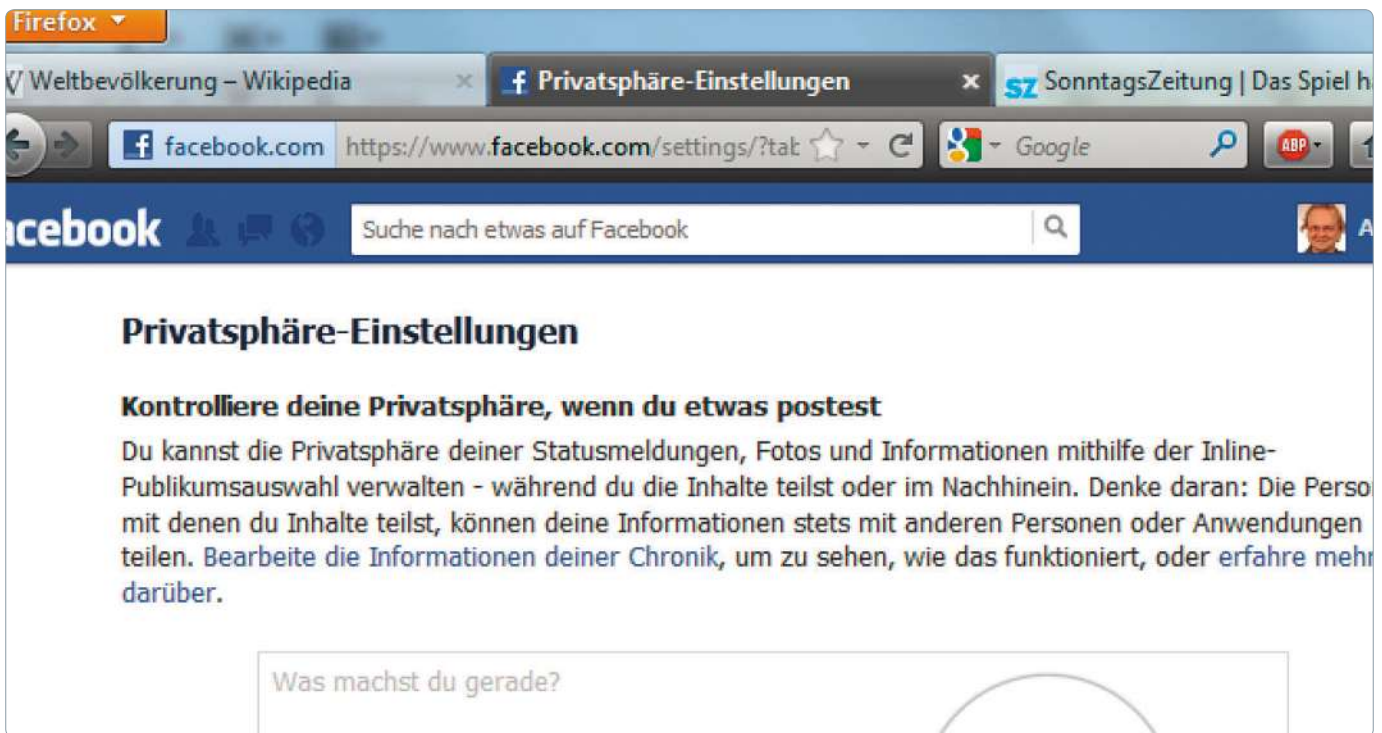 Firefox
Weltbevölkerung – Wikipedia
Privatsphäre-Einstellungen
SZ SonntagsZeitung | Das Spiel h
facebook.com https://www.facebook.com/settings/?tab
Google
ABP
acebook
Suche nach etwas auf Facebook
A
Privatsphäre-Einstellungen
Kontrolliere deine Privatsphäre, wenn du etwas postest
Du kannst die Privatsphäre deiner Statusmeldungen, Fotos und Informationen mithilfe der Inline-
Publikumsauswahl verwalten - während du die Inhalte teilst oder im Nachhinein. Denke daran: Die Perso
mit denen du Inhalte teilst, können deine Informationen stets mit anderen Personen oder Anwendungen
teilen. Bearbeite die Informationen deiner Chronik, um zu sehen, wie das funktioniert, oder erfahre mehr
darüber.
Was machst du gerade?